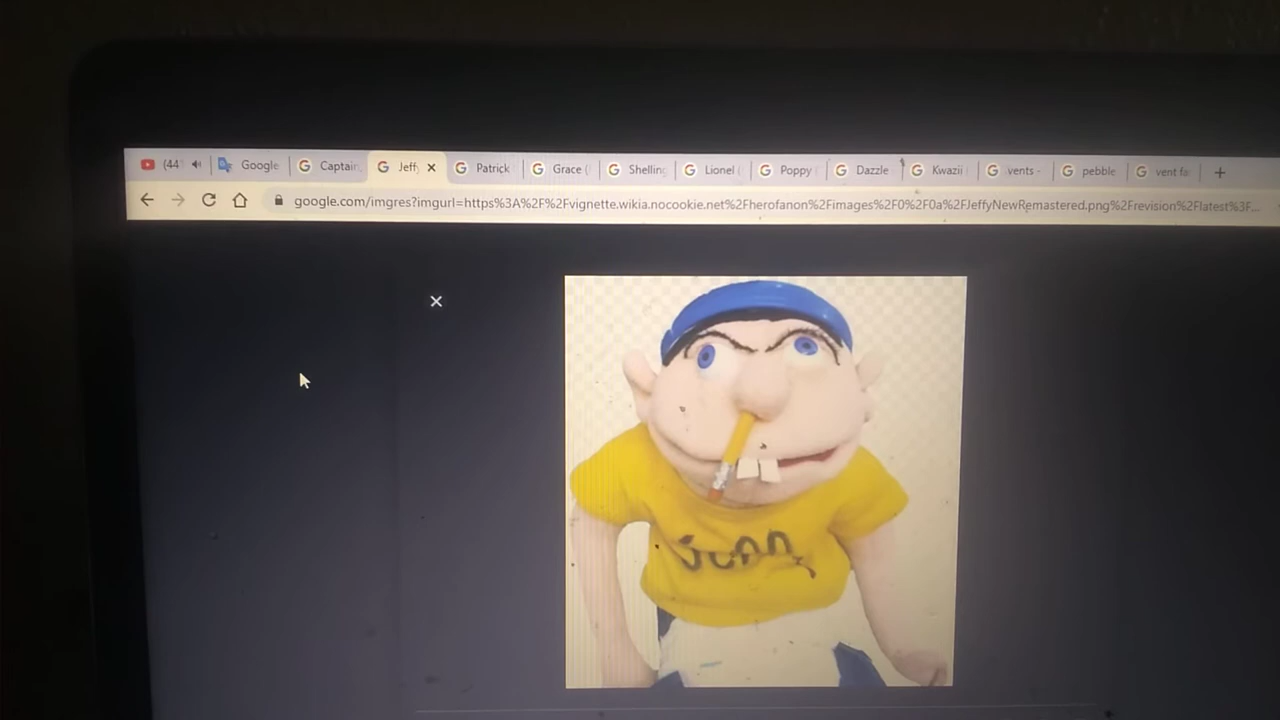 (44 Google Captain Jeff Patrick Grace ( Shelling Lionel ( Poppy Dazzle Kwazii vents - pebble vent fa
google.com/imgres?imgurl=https%3A%2F%2Fvignette.wikia.nocookie.net%2Fherofanon%2Fimages%2F0%2F0a%2FJeffyNewRemastered.png%2Frevision%2Flatest%3F...